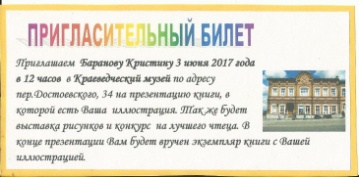 ПРИГЛАСИТЕЛЬНЫЙ БИЛЕТ
Приглашаем Баранову Кристину 3 июня 2017 года
в 12 часов в Краеведческий музей по адресу
пер.Достоевского, 34 на презентацию книги, в
которой есть Ваша иллюстрация. Так же будет
выставка рисунков и конкурс на лучшего чтеца. В
конце презентации Вам будет вручен экземпляр книги с Вашей
иллюстрацией.